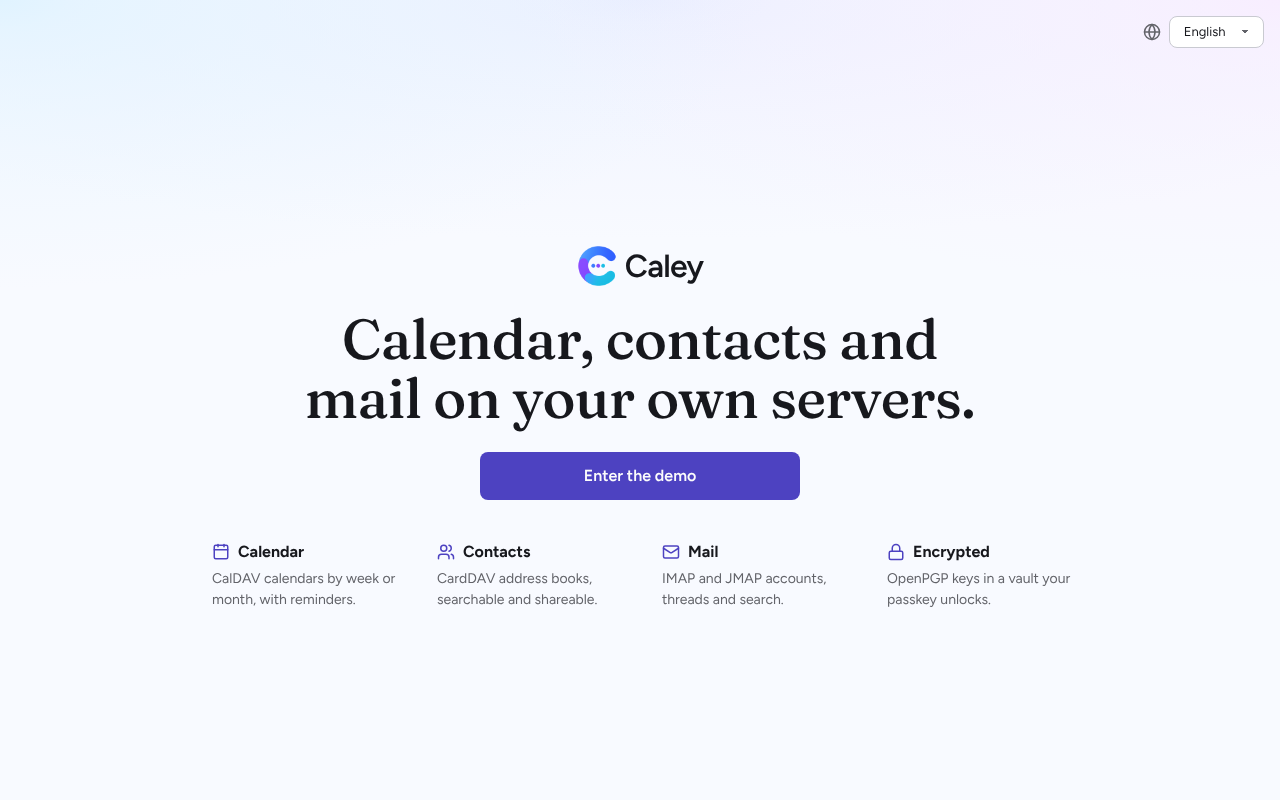 English
Caley
Calendar, contacts and
mail on your own servers.
Enter the demo
Calendar
CalDAV calendars by week or
month, with reminders.
Contacts
CardDAV address books,
searchable and shareable.
Mail
IMAP and JMAP accounts,
threads and search.
Encrypted
OpenPGP keys in a vault your
passkey unlocks.